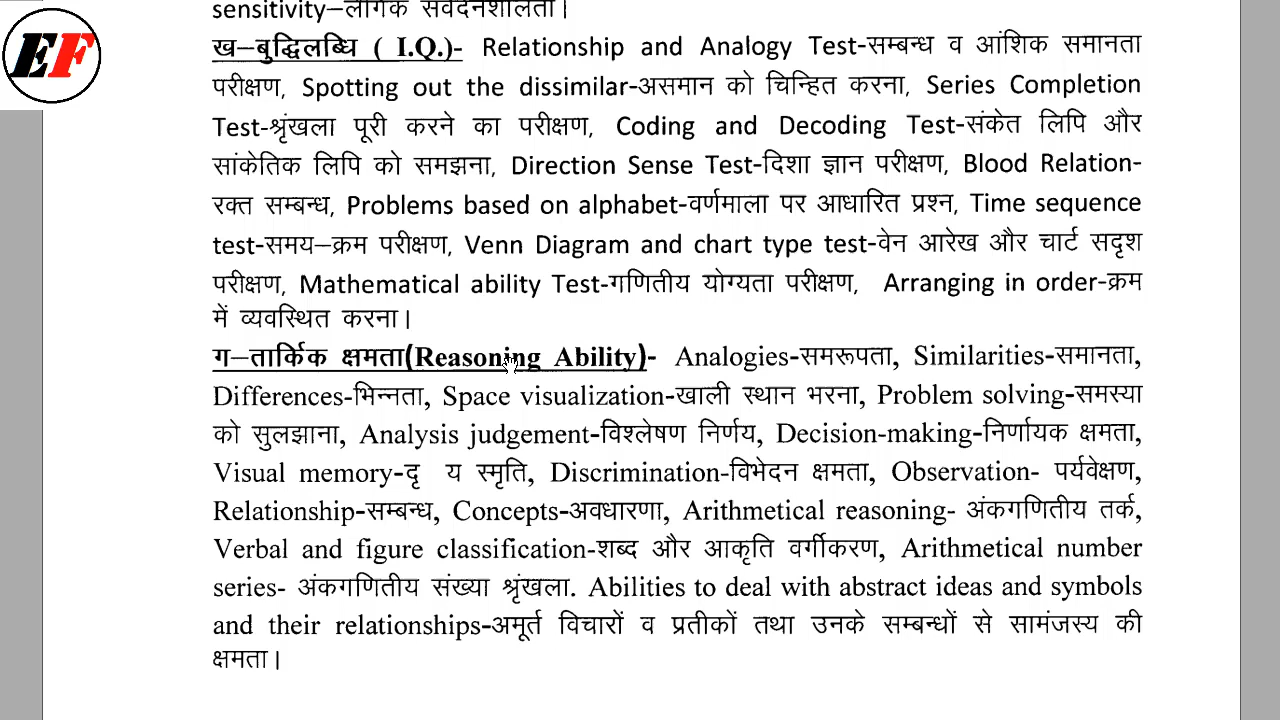 EF
sensitivity–लैंगिक संवेदनशीलता।
ख–बुद्धिलब्धि ( I.Q.)- Relationship and Analogy Test-सम्बन्ध व आंशिक समानता
परीक्षण, Spotting out the dissimilar-असमान को चिन्हित करना, Series Completion
Test-श्रृंखला पूरी करने का परीक्षण, Coding and Decoding Test-संकेत लिपि और
सांकेतिक लिपि को समझना, Direction Sense Test-दिशा ज्ञान परीक्षण, Blood Relation-
रक्त सम्बन्ध, Problems based on alphabet-वर्णमाला पर आधारित प्रश्न, Time sequence
test-समय–क्रम परीक्षण, Venn Diagram and chart type test-वेन आरेख और चार्ट सदृश
परीक्षण, Mathematical ability Test-गणितीय योग्यता परीक्षण, Arranging in order-क्रम
में व्यवस्थित करना।
ग–तार्किक क्षमता(Reasoning Ability)- Analogies-समरूपता, Similarities-समानता,
Differences-भिन्नता, Space visualization-खाली स्थान भरना, Problem solving-समस्या
को सुलझाना, Analysis judgement-विश्लेषण निर्णय, Decision-making-निर्णायक क्षमता,
Visual memory-दृ य स्मृति, Discrimination-विभेदन क्षमता, Observation- पर्यवेक्षण,
Relationship-सम्बन्ध, Concepts-अवधारणा, Arithmetical reasoning- अंकगणितीय तर्क,
Verbal and figure classification-शब्द और आकृति वर्गीकरण, Arithmetical number
series- अंकगणितीय संख्या श्रृंखला. Abilities to deal with abstract ideas and symbols
and their relationships-अमूर्त विचारों व प्रतीकों तथा उनके सम्बन्धों से सामंजस्य की
क्षमता।